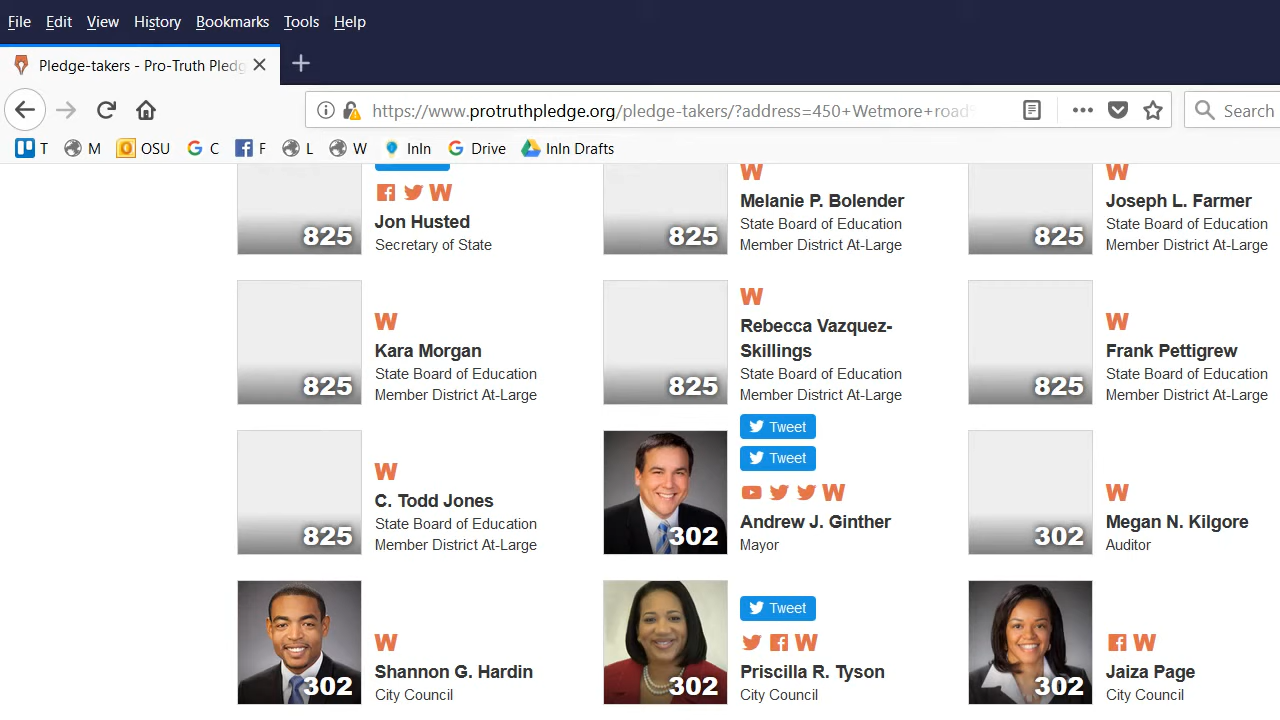 File Edit View History Bookmarks Tools Help
Pledge-takers - Pro-Truth Pledg
https://www.protruthpledge.org/pledge-takers/?address=450+Wetmore+road
Search
T M OSU C F L W InIn Drive InIn Drafts
825
Jon Husted
Secretary of State
825
W
Melanie P. Bolender
State Board of Education
Member District At-Large
825
W
Joseph L. Farmer
State Board of Education
Member District At-Large
825
W
Kara Morgan
State Board of Education
Member District At-Large
825
W
Rebecca Vazquez-
Skillings
State Board of Education
Member District At-Large
825
W
Frank Pettigrew
State Board of Education
Member District At-Large
825
W
C. Todd Jones
State Board of Education
Member District At-Large
302
Tweet
Tweet
W
Andrew J. Ginther
Mayor
302
W
Megan N. Kilgore
Auditor
302
W
Shannon G. Hardin
City Council
302
Tweet
W
Priscilla R. Tyson
City Council
302
W
Jaiza Page
City Council